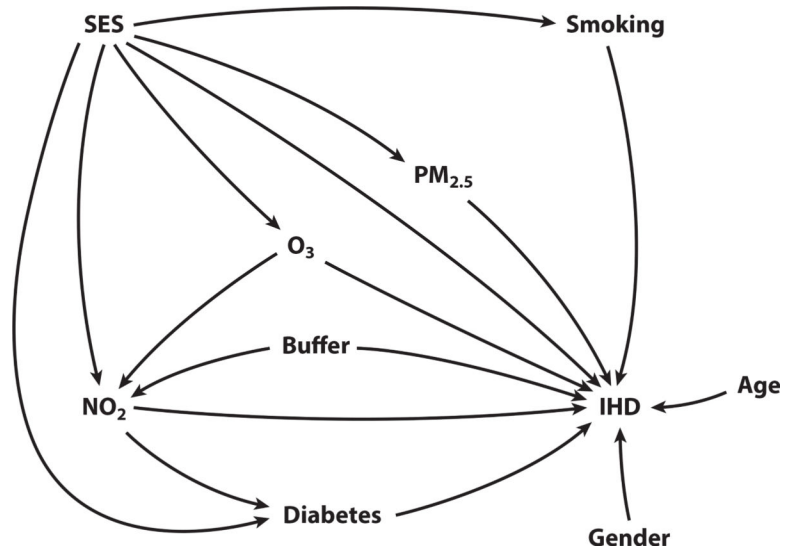 SES
Smoking
PM₂.₅
O₃
Buffer
Age
NO₂
IHD
Diabetes
Gender